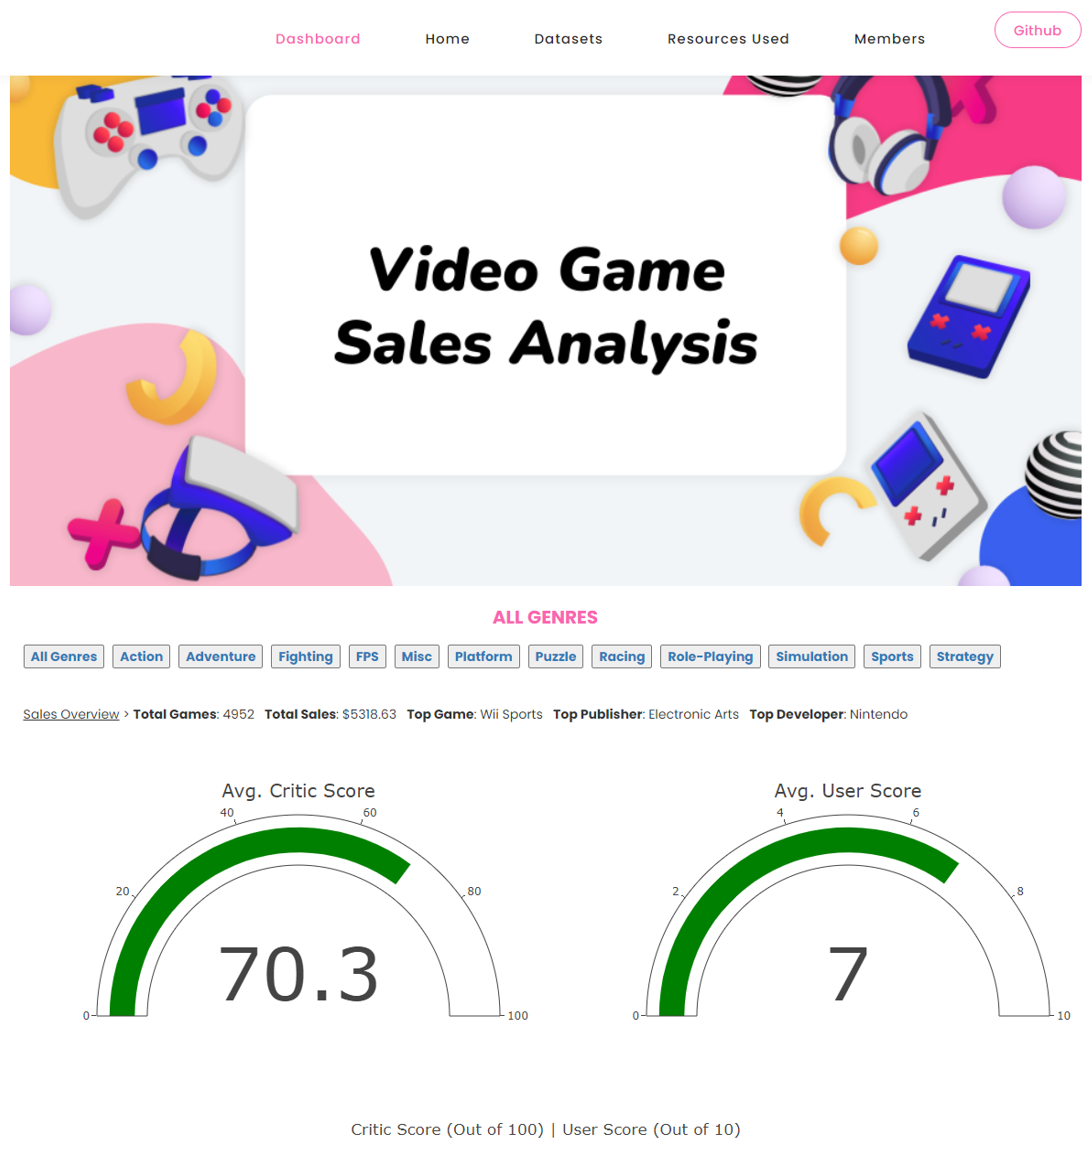 Dashboard Home Datasets Resources Used Members Github
Video Game
Sales Analysis
ALL GENRES
All Genres Action Adventure Fighting FPS Misc Platform Puzzle Racing Role-Playing Simulation Sports Strategy
Sales Overview > Total Games: 4952 Total Sales: $5318.63 Top Game: Wii Sports Top Publisher: Electronic Arts Top Developer: Nintendo
Avg. Critic Score
0 20 40 60 80 100
70.3
Avg. User Score
0 2 4 6 8 10
7
Critic Score (Out of 100) | User Score (Out of 10)